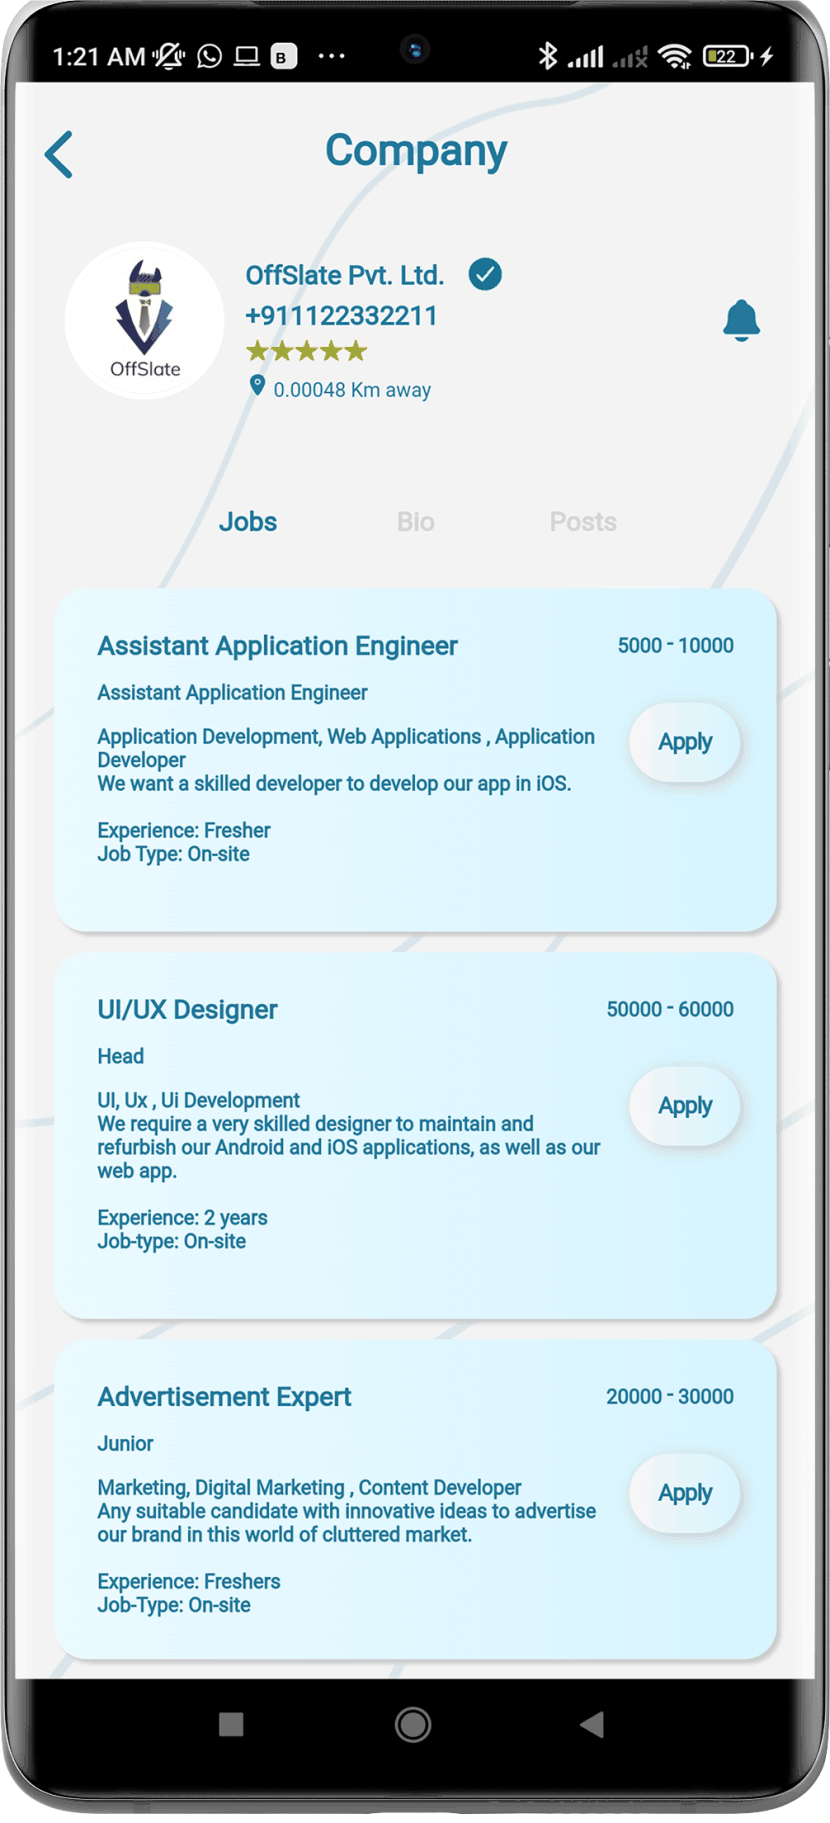 1:21 AM
B
22
Company
OffSlate Pvt. Ltd.
+911122332211
OffSlate
0.00048 Km away
Jobs Bio Posts
Assistant Application Engineer 5000 - 10000
Assistant Application Engineer
Application Development, Web Applications , Application
Developer
We want a skilled developer to develop our app in iOS.
Apply
Experience: Fresher
Job Type: On-site
UI/UX Designer 50000 - 60000
Head
UI, Ux , Ui Development
We require a very skilled designer to maintain and
refurbish our Android and iOS applications, as well as our
web app.
Apply
Experience: 2 years
Job-type: On-site
Advertisement Expert 20000 - 30000
Junior
Marketing, Digital Marketing , Content Developer
Any suitable candidate with innovative ideas to advertise
our brand in this world of cluttered market.
Apply
Experience: Freshers
Job-Type: On-site